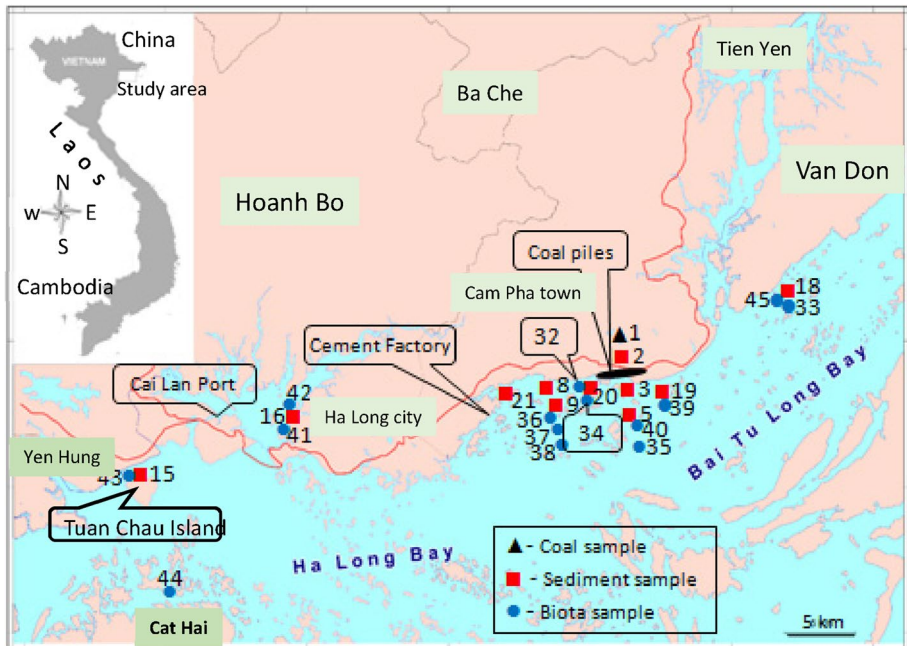 China
VIETNAM
Study area
Laos
N
W E
S
Cambodia
Tien Yen
Ba Che
Van Don
Hoanh Bo
Coal piles
Cam Pha town
45 18
33
1
32
2
Cement Factory
Cai Lan Port
42
8
20
3
19
21
9
39
16
Ha Long city
36
5
41
34
40
37
38
35
Bai Tu Long Bay
Yen Hung
43 15
Tuan Chau Island
Ha Long Bay
- Coal sample
- Sediment sample
- Biota sample
44
Cat Hai
5 km